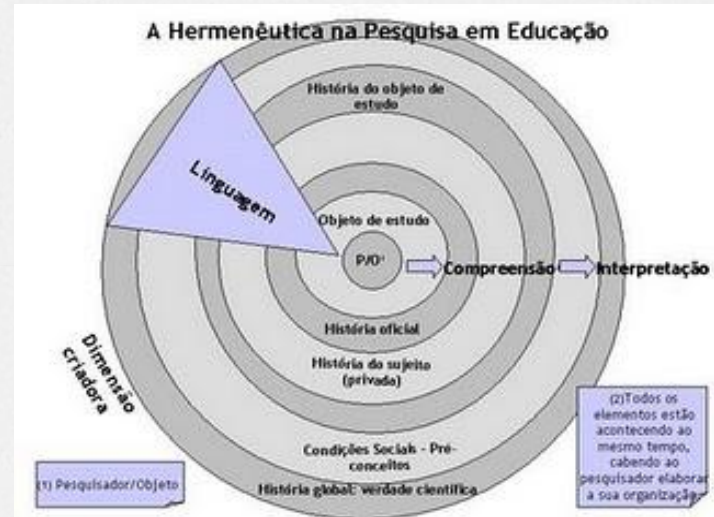 A Hermenêutica na Pesquisa em Educação
História do objeto de
estudo
Linguagem
Objeto de estudo
P/O¹
Compreensão
Interpretação
História oficial
História do sujeito
(privada)
Dimensão
criadora
Condições Sociais - Pré-
conceitos
História global: verdade científica
(1) Pesquisador/Objeto
(2)Todos os
elementos estão
acontecendo ao
mesmo tempo,
cabendo ao
pesquisador elaborar
a sua organização.